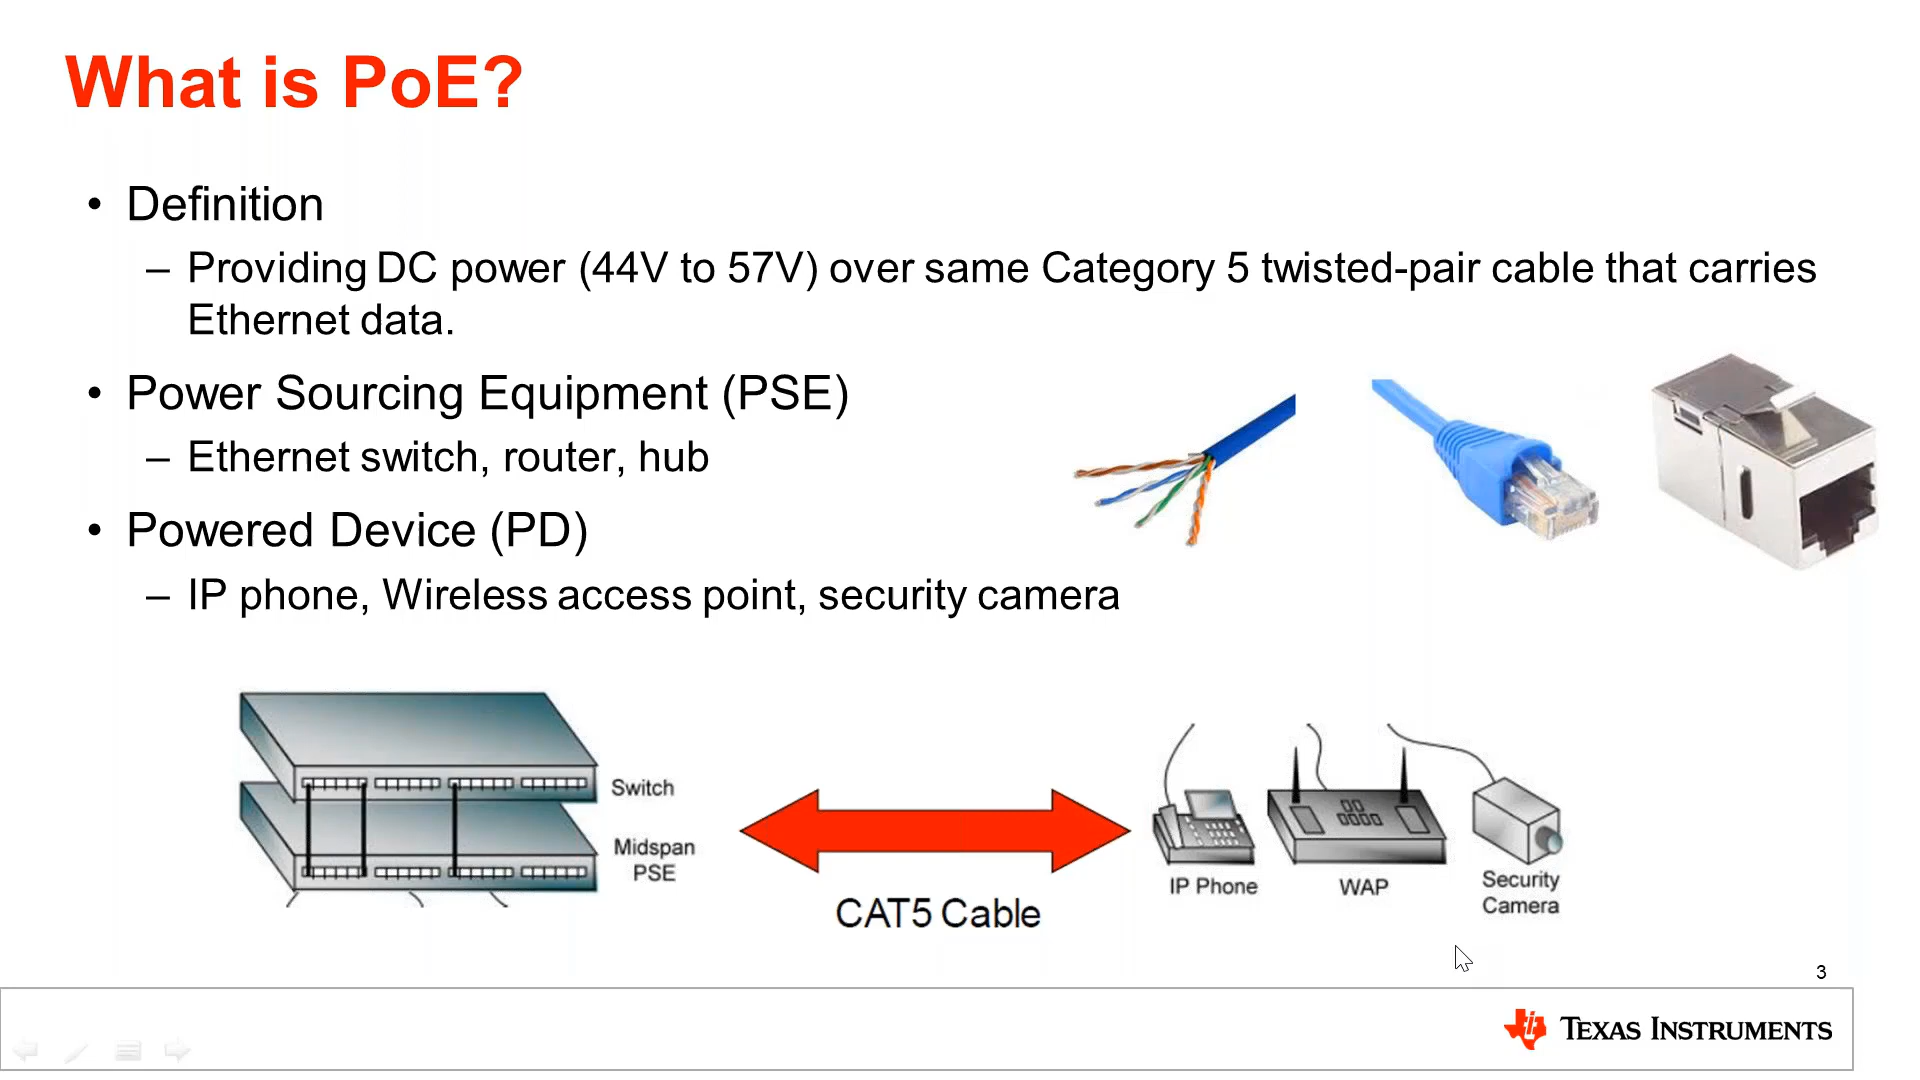 What is PoE?
• Definition
– Providing DC power (44V to 57V) over same Category 5 twisted-pair cable that carries
Ethernet data.
• Power Sourcing Equipment (PSE)
– Ethernet switch, router, hub
• Powered Device (PD)
– IP phone, Wireless access point, security camera
Switch
Midspan
PSE
CAT5 Cable
IP Phone
WAP
Security
Camera
3
TEXAS INSTRUMENTS